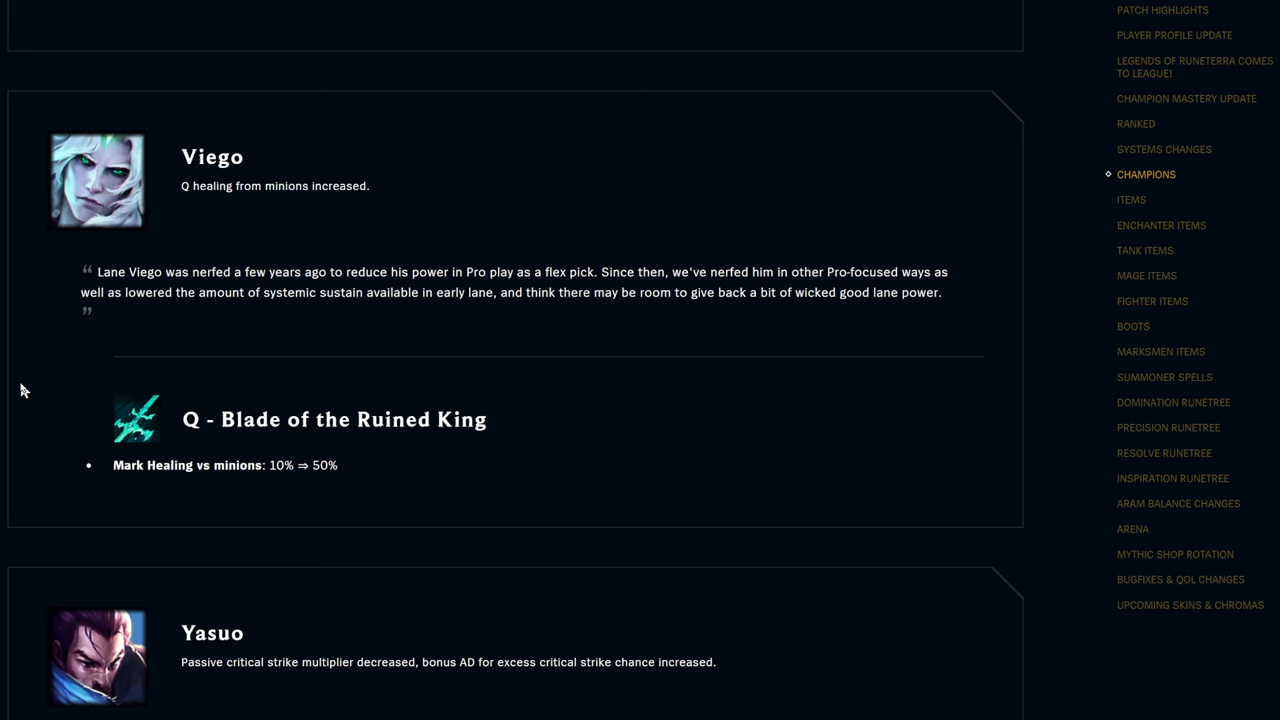 Viego
Q healing from minions increased.
“ Lane Viego was nerfed a few years ago to reduce his power in Pro play as a flex pick. Since then, we've nerfed him in other Pro-focused ways as
well as lowered the amount of systemic sustain available in early lane, and think there may be room to give back a bit of wicked good lane power.
”
Q - Blade of the Ruined King
• Mark Healing vs minions: 10% ⇒ 50%
Yasuo
Passive critical strike multiplier decreased, bonus AD for excess critical strike chance increased.
PATCH HIGHLIGHTS
PLAYER PROFILE UPDATE
LEGENDS OF RUNETERRA COMES
TO LEAGUE!
CHAMPION MASTERY UPDATE
RANKED
SYSTEMS CHANGES
CHAMPIONS
ITEMS
ENCHANTER ITEMS
TANK ITEMS
MAGE ITEMS
FIGHTER ITEMS
BOOTS
MARKSMEN ITEMS
SUMMONER SPELLS
DOMINATION RUNETREE
PRECISION RUNETREE
RESOLVE RUNETREE
INSPIRATION RUNETREE
ARAM BALANCE CHANGES
ARENA
MYTHIC SHOP ROTATION
BUGFIXES & QOL CHANGES
UPCOMING SKINS & CHROMAS